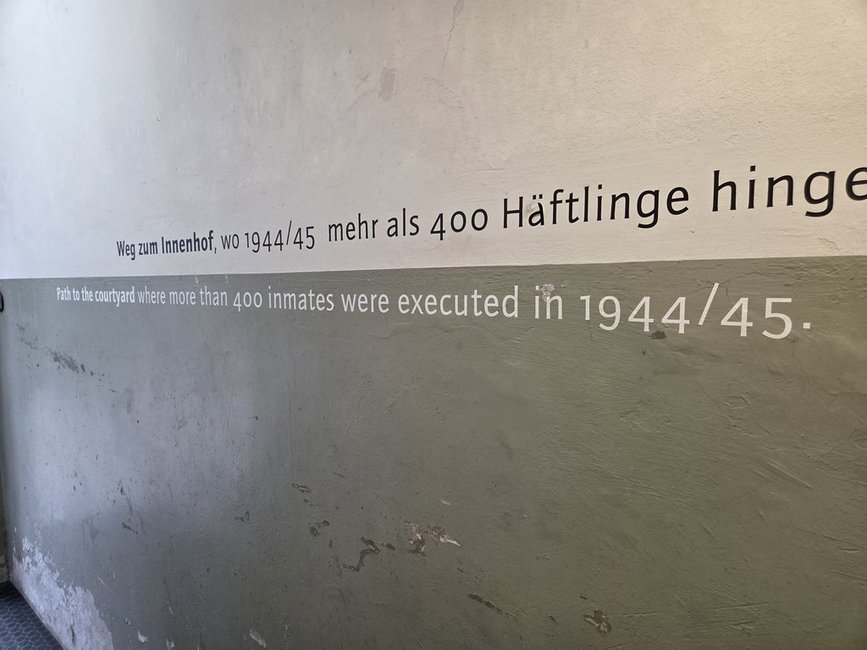 Weg zum Innenhof, wo 1944/45 mehr als 400 Häftlinge hinge
Path to the courtyard where more than 400 inmates were executed in 1944/45.